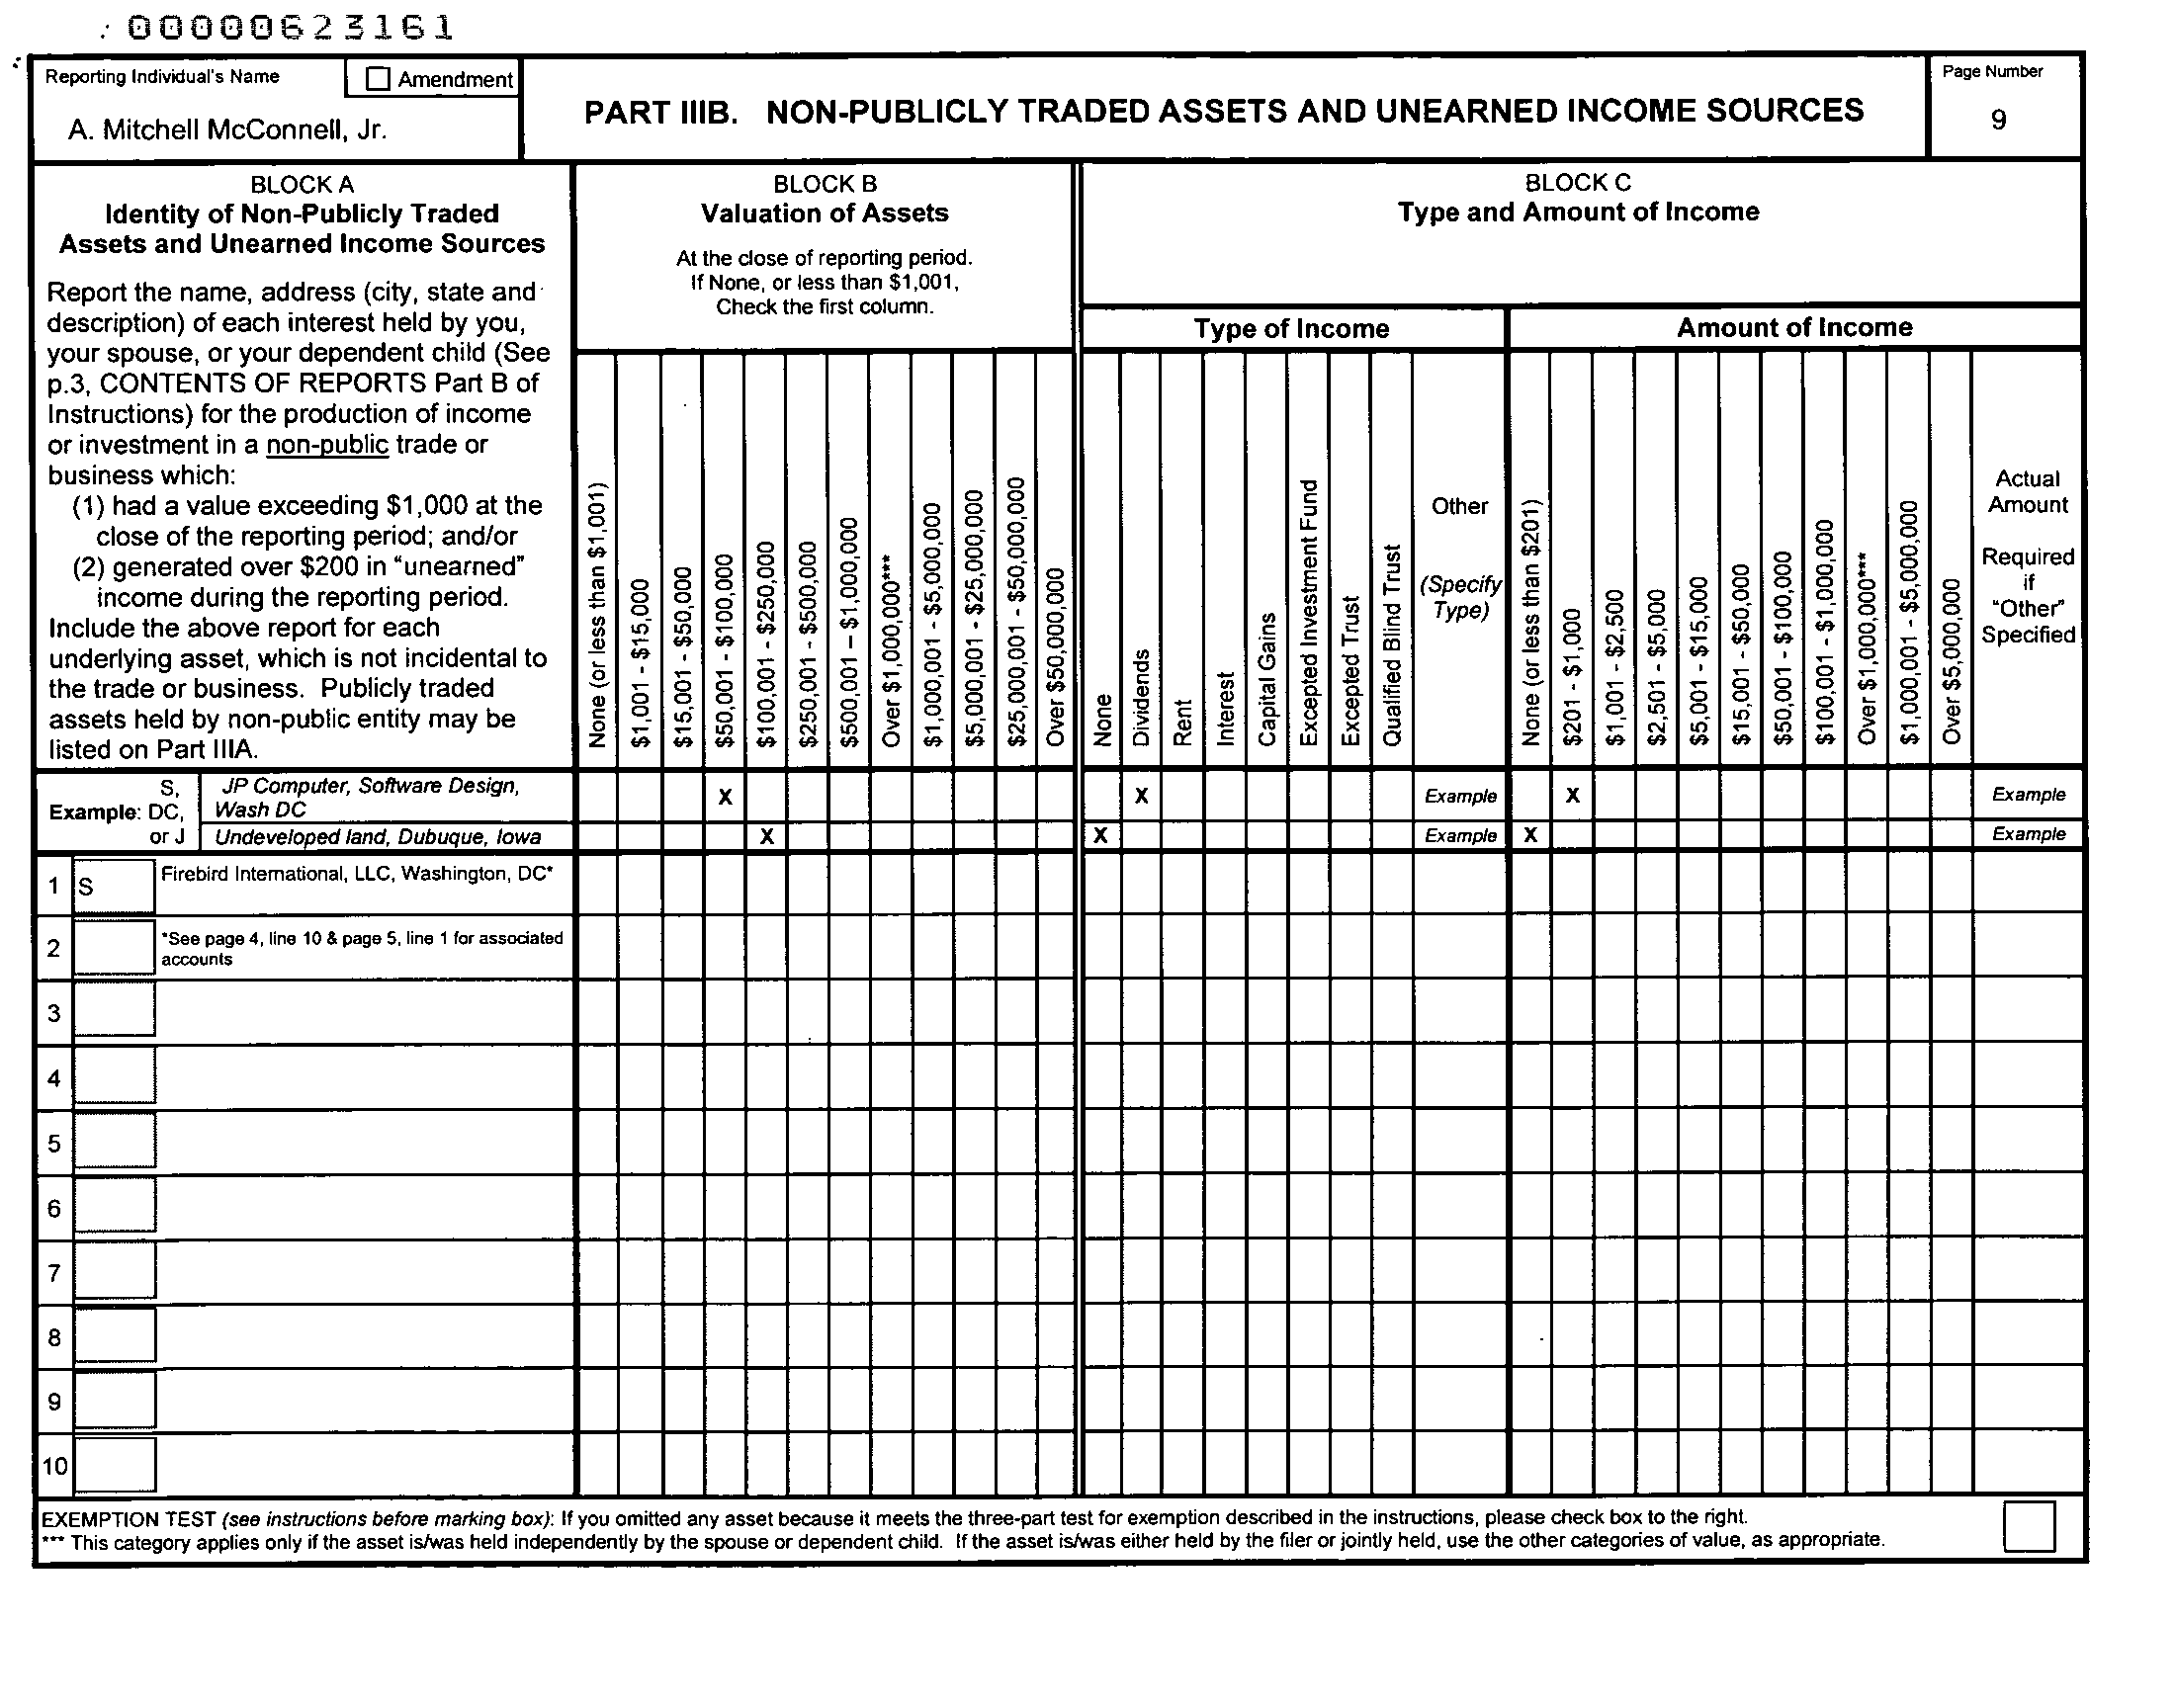 00000623161
Reporting Individual's Name
Amendment
A. Mitchell McConnell, Jr.
PART IIIB. NON-PUBLICLY TRADED ASSETS AND UNEARNED INCOME SOURCES
Page Number
9
BLOCK A
Identity of Non-Publicly Traded
Assets and Unearned Income Sources
Report the name, address (city, state and
description) of each interest held by you,
your spouse, or your dependent child (See
p.3, CONTENTS OF REPORTS Part B of
Instructions) for the production of income
or investment in a non-public trade or
business which:
(1) had a value exceeding $1,000 at the
close of the reporting period; and/or
(2) generated over $200 in "unearned"
income during the reporting period.
Include the above report for each
underlying asset, which is not incidental to
the trade or business. Publicly traded
assets held by non-public entity may be
listed on Part IIIA.
BLOCK B
Valuation of Assets
At the close of reporting period.
If None, or less than $1,001,
Check the first column.
None (or less than $1,001)
$1,001 - $15,000
$15,001 - $50,000
$50,001 - $100,000
$100,001 - $250,000
$250,001 - $500,000
$500,001 – $1,000,000
Over $1,000,000***
$1,000,001 - $5,000,000
$5,000,001 - $25,000,000
$25,000,001 - $50,000,000
Over $50,000,000
BLOCK C
Type and Amount of Income
Type of Income
None
Dividends
Rent
Interest
Capital Gains
Excepted Investment Fund
Excepted Trust
Qualified Blind Trust
Other
(Specify
Type)
Amount of Income
None (or less than $201)
$201 - $1,000
$1,001 - $2,500
$2,501 - $5,000
$5,001 - $15,000
$15,001 - $50,000
$50,001 - $100,000
$100,001 - $1,000,000
Over $1,000,000***
$1,000,001 - $5,000,000
Over $5,000,000
Actual
Amount
Required
if
"Other"
Specified
Example:
S,
DC,
or J
JP Computer, Software Design,
Wash DC
X
X
Example
X
Example
Undeveloped land, Dubuque, Iowa
X
X
Example
X
Example
1
S
Firebird International, LLC, Washington, DC*
2
*See page 4, line 10 & page 5, line 1 for associated
accounts
3
4
5
6
7
8
9
10
EXEMPTION TEST (see instructions before marking box): If you omitted any asset because it meets the three-part test for exemption described in the instructions, please check box to the right.
*** This category applies only if the asset is/was held independently by the spouse or dependent child. If the asset is/was either held by the filer or jointly held, use the other categories of value, as appropriate.